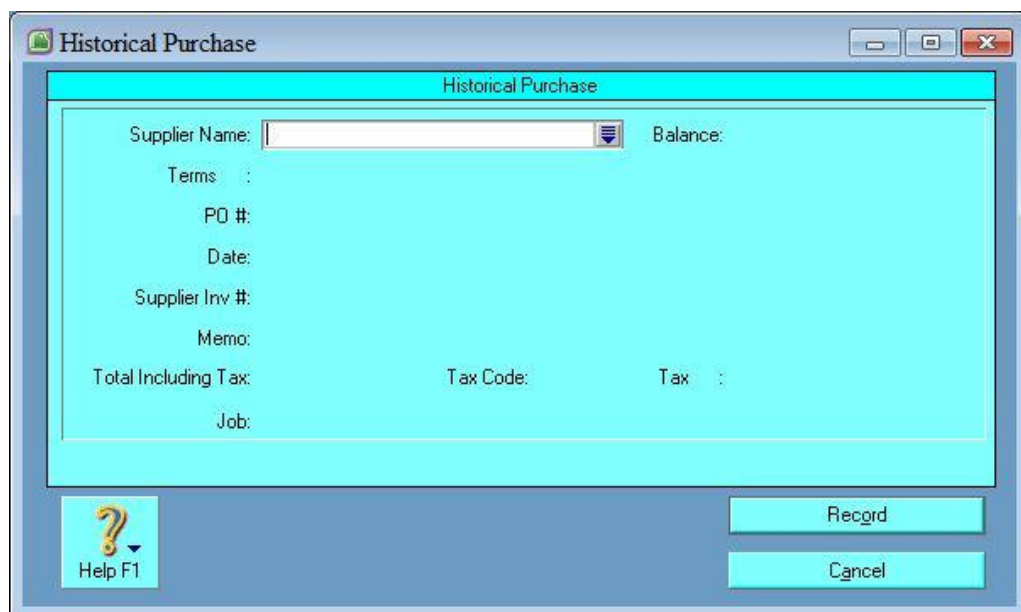 Historical Purchase
Historical Purchase
Supplier Name: Balance:
Terms :
PO #:
Date:
Supplier Inv #:
Memo:
Total Including Tax: Tax Code: Tax :
Job:
Record
Help F1
Cancel